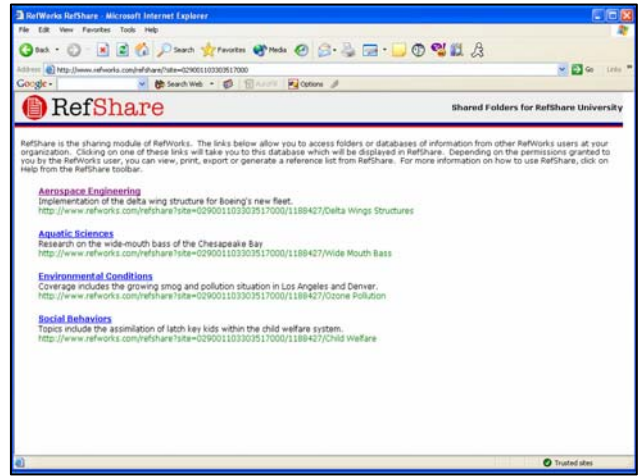 RefWorks RefShare - Microsoft Internet Explorer
File Edit View Favorites Tools Help
Back Search Favorites Media
Address http://www.refworks.com/refshare/?site=029001103303517000 Go Links
Google Search Web Options
RefShare Shared Folders for RefShare University
RefShare is the sharing module of RefWorks. The links below allow you to access folders or databases of information from other RefWorks users at your
organization. Clicking on one of these links will take you to this database which will be displayed in RefShare. Depending on the permissions granted to
you by the RefWorks user, you can view, print, export or generate a reference list from RefShare. For more information on how to use RefShare, click on
Help from the RefShare toolbar.
Aerospace Engineering
Implementation of the delta wing structure for Boeing's new fleet.
http://www.refworks.com/refshare?site=029001103303517000/1188427/Delta Wings Structures
Aquatic Sciences
Research on the wide-mouth bass of the Chesapeake Bay
http://www.refworks.com/refshare?site=029001103303517000/1188427/Wide Mouth Bass
Environmental Conditions
Coverage includes the growing smog and pollution situation in Los Angeles and Denver.
http://www.refworks.com/refshare?site=029001103303517000/1188427/Ozone Pollution
Social Behaviors
Topics include the assimilation of latch key kids within the child welfare system.
http://www.refworks.com/refshare?site=029001103303517000/1188427/Child Welfare
Trusted sites